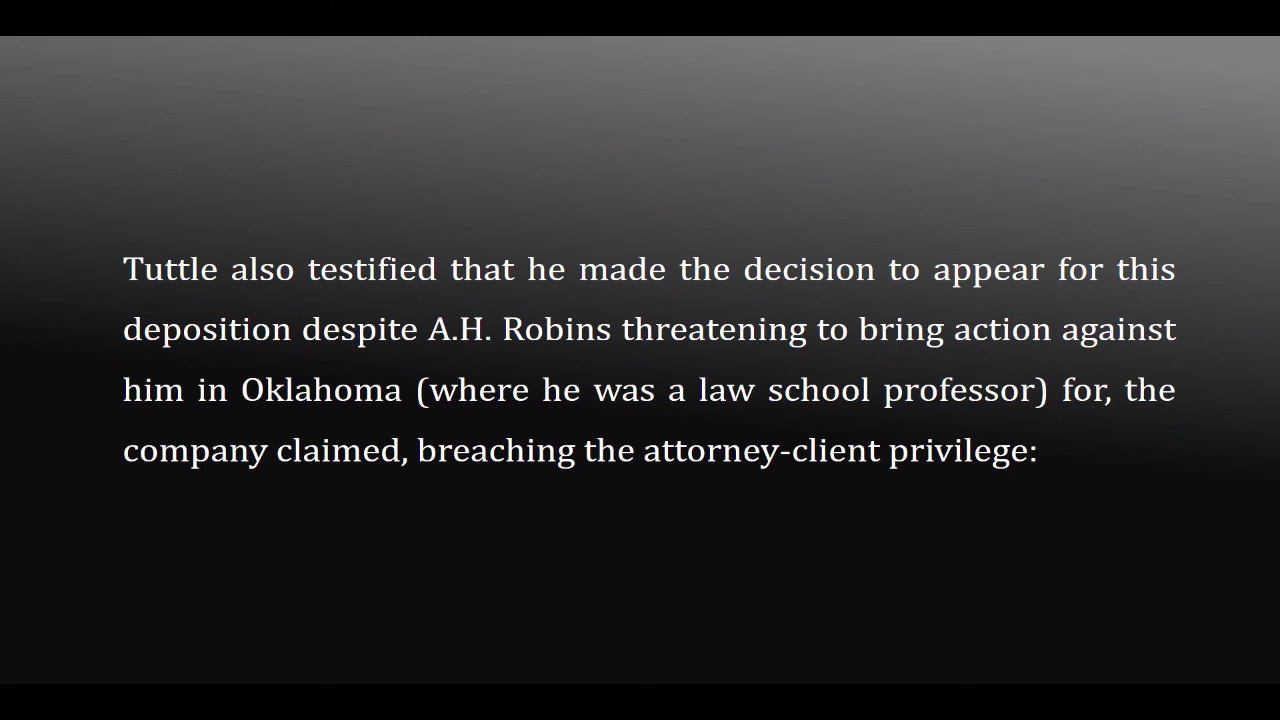 Tuttle also testified that he made the decision to appear for this
deposition despite A.H. Robins threatening to bring action against
him in Oklahoma (where he was a law school professor) for, the
company claimed, breaching the attorney-client privilege: